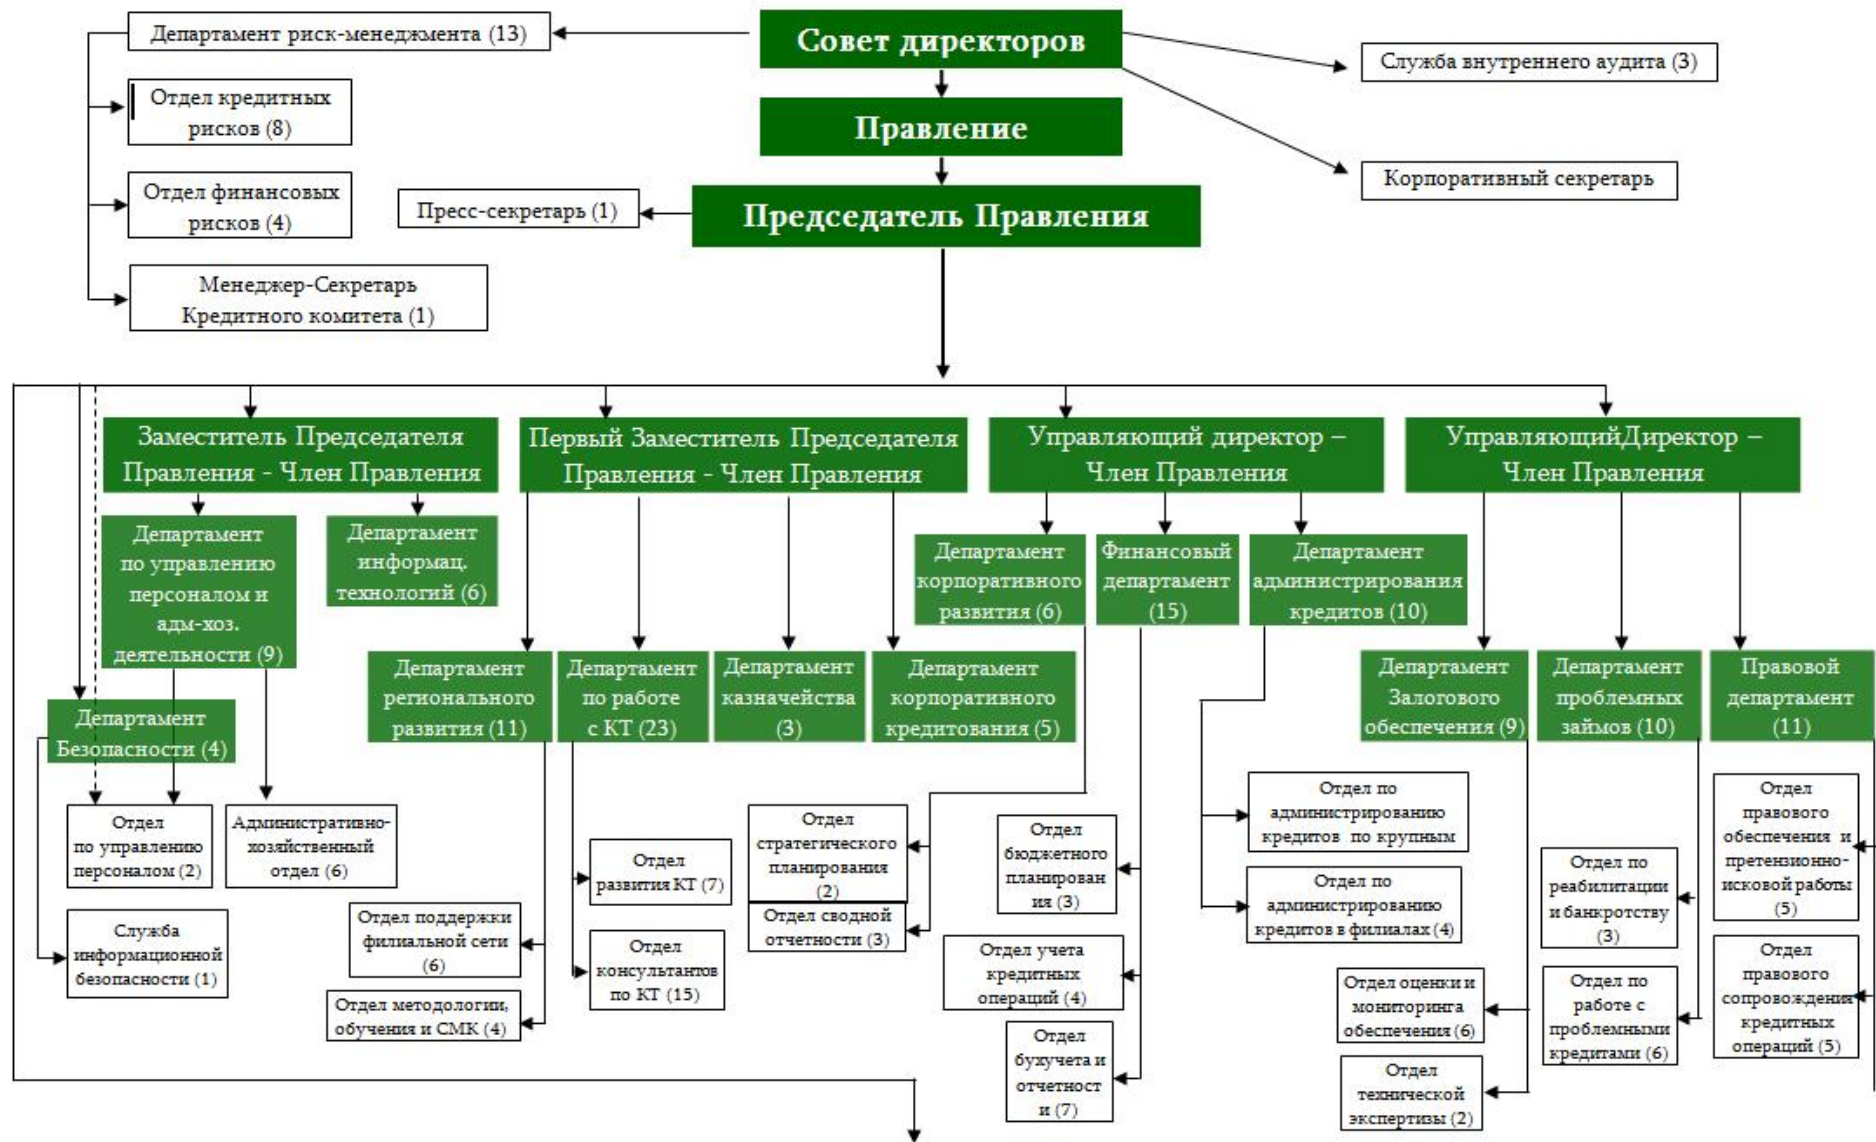 Департамент риск-менеджмента (13)
Совет директоров
Служба внутреннего аудита (3)
Отдел кредитных
рисков (8)
Правление
Корпоративный секретарь
Отдел финансовых
рисков (4)
Пресс-секретарь (1)
Председатель Правления
Менеджер-Секретарь
Кредитного комитета (1)
Заместитель Председателя
Правления - Член Правления
Первый Заместитель Председателя
Правления - Член Правления
Управляющий директор –
Член Правления
УправляющийДиректор –
Член Правления
Департамент
по управлению
персоналом и
адм-хоз.
деятельности (9)
Департамент
информац.
технологий (6)
Департамент
корпоративного
развития (6)
Финансовый
департамент
(15)
Департамент
администрирования
кредитов (10)
Департамент
Безопасности (4)
Департамент
регионального
развития (11)
Департамент
по работе
с КТ (23)
Департамент
казначейства
(3)
Департамент
корпоративного
кредитования (5)
Департамент
Залогового
обеспечения (9)
Департамент
проблемных
займов (10)
Правовой
департамент
(11)
Отдел
по управлению
персоналом (2)
Административно-
хозяйственный
отдел (6)
Служба
информационной
безопасности (1)
Отдел поддержки
филиальной сети
(6)
Отдел методологии,
обучения и СМК (4)
Отдел
развития КТ (7)
Отдел
консультантов
по КТ (15)
Отдел
стратегического
планирования
(2)
Отдел сводной
отчетности (3)
Отдел
бюджетного
планирован
ия (3)
Отдел учета
кредитных
операций (4)
Отдел
бухучета и
отчетност
и (7)
Отдел по
администрированию
кредитов по крупным
Отдел по
администрированию
кредитов в филиалах (4)
Отдел оценки и
мониторинга
обеспечения (6)
Отдел
технической
экспертизы (2)
Отдел по
реабилитации
и банкротству
(3)
Отдел по
работе с
проблемными
кредитами (6)
Отдел
правового
обеспечения и
претензионно-
исковой работы
(5)
Отдел
правового
сопровождения
кредитных
операций (5)